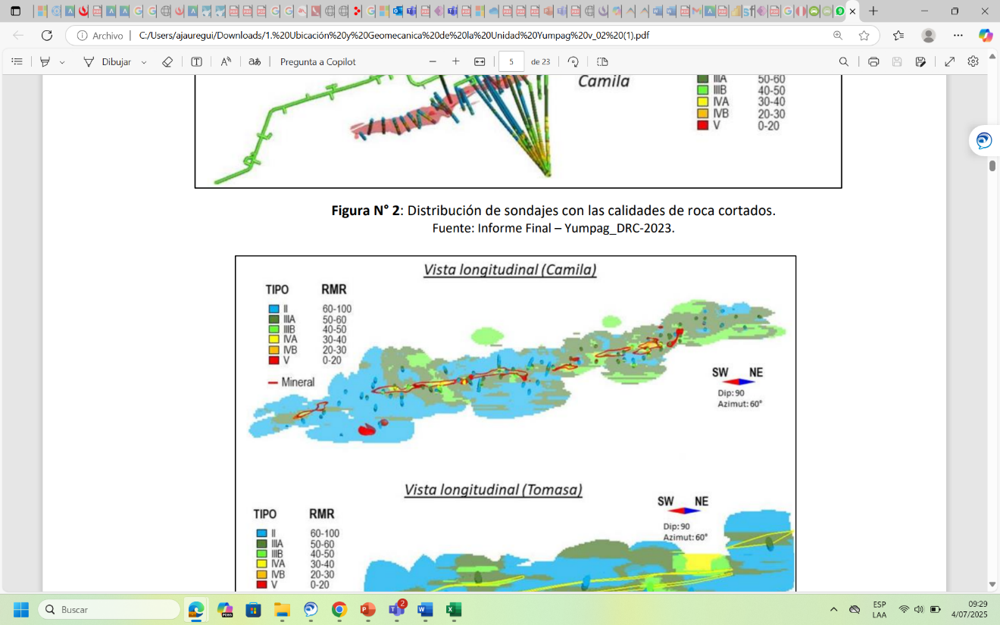 Archivo
C:/Users/ajauregui/Downloads/1.%20Ubicación%20y%20Geomecanica%20de%20la%20Unidad%20Yumpag%20v_02%20(1).pdf
Dibujar
Pregunta a Copilot
5
de 23
Camila
IIIA 50-60
IIIB 40-50
IVA 30-40
IVB 20-30
V 0-20
Figura N° 2: Distribución de sondajes con las calidades de roca cortados.
Fuente: Informe Final – Yumpag_DRC-2023.
Vista longitudinal (Camila)
TIPO RMR
II 60-100
IIIA 50-60
IIIB 40-50
IVA 30-40
IVB 20-30
V 0-20
Mineral
SW NE
Dip: 90
Azimut: 60°
Vista longitudinal (Tomasa)
SW NE
Dip: 90
Azimut: 60°
TIPO RMR
II 60-100
IIIA 50-60
IIIB 40-50
IVA 30-40
IVB 20-30
V 0-20
Buscar
2
ESP
LAA
09:29
4/07/2025